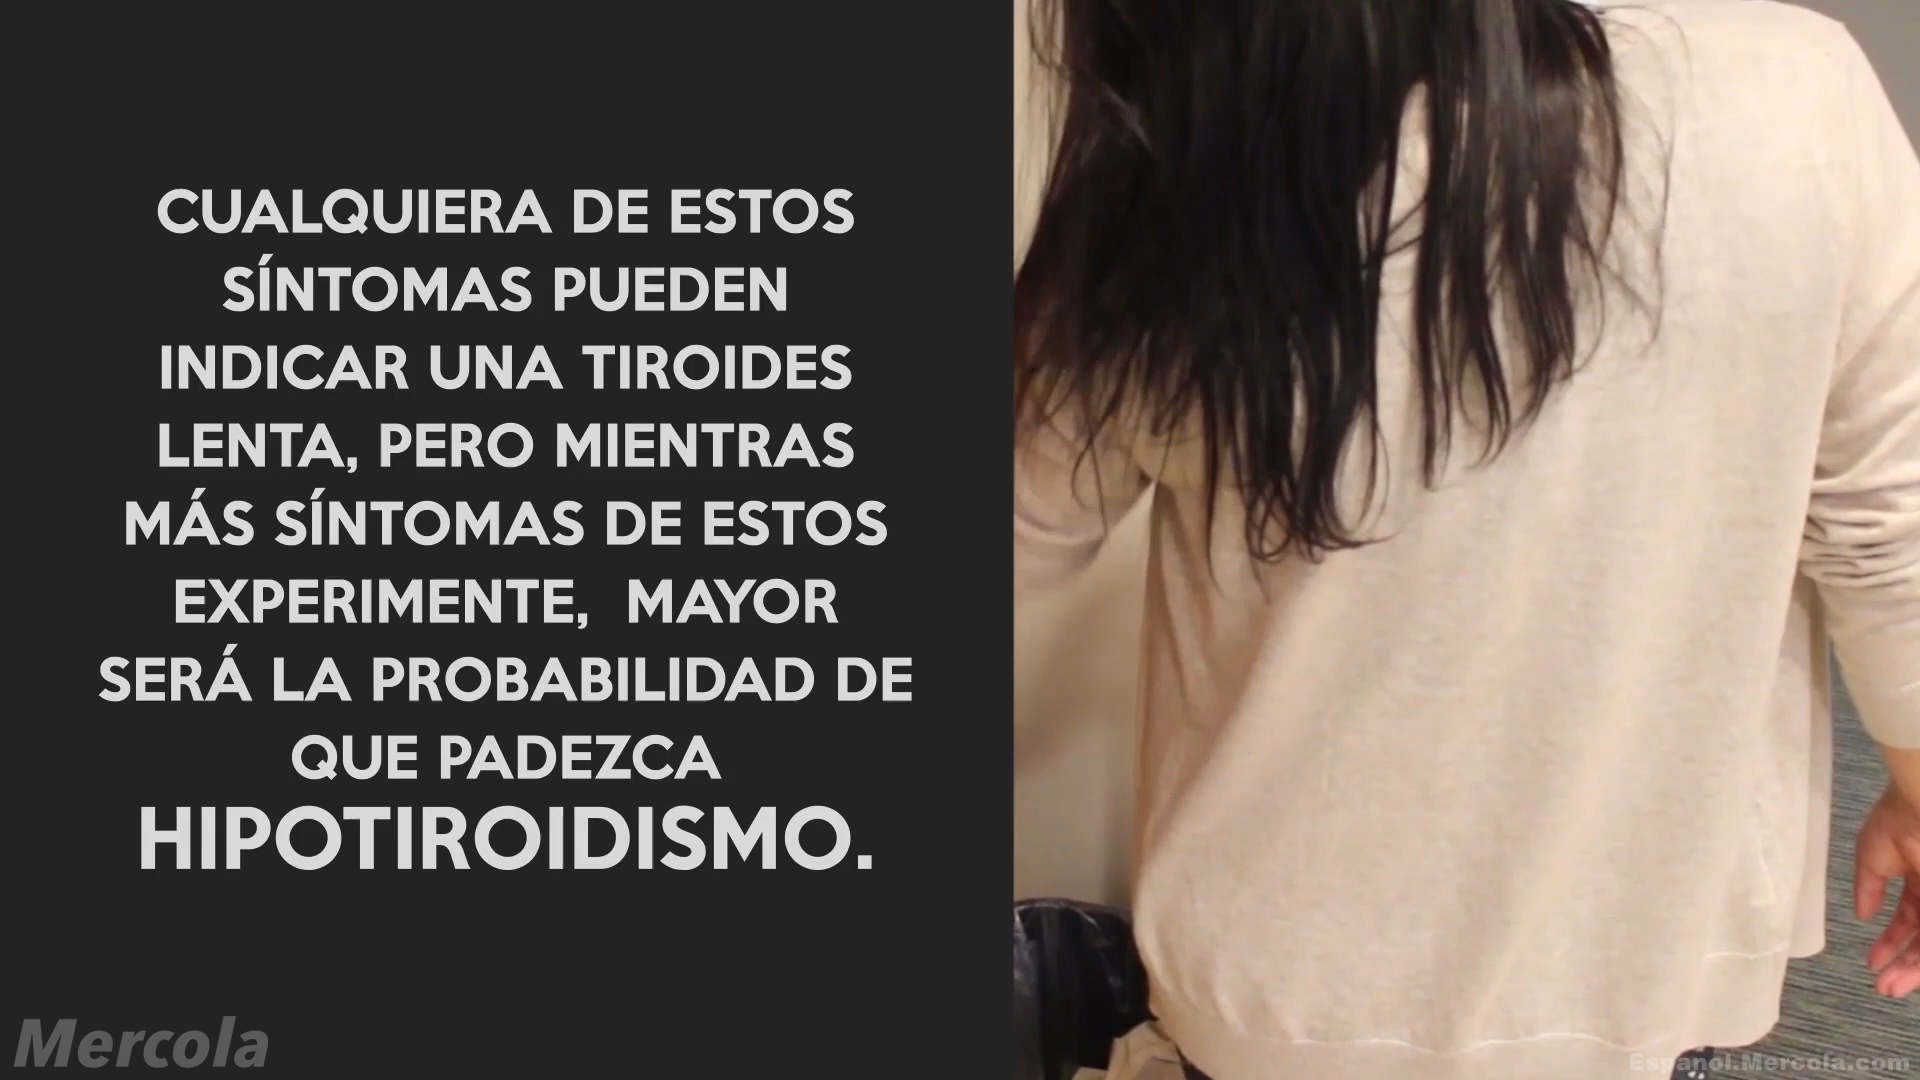 CUALQUIERA DE ESTOS
SÍNTOMAS PUEDEN
INDICAR UNA TIROIDES
LENTA, PERO MIENTRAS
MÁS SÍNTOMAS DE ESTOS
EXPERIMENTE, MAYOR
SERÁ LA PROBABILIDAD DE
QUE PADEZCA
HIPOTIROIDISMO.
Mercola
Espanol.Mercola.com